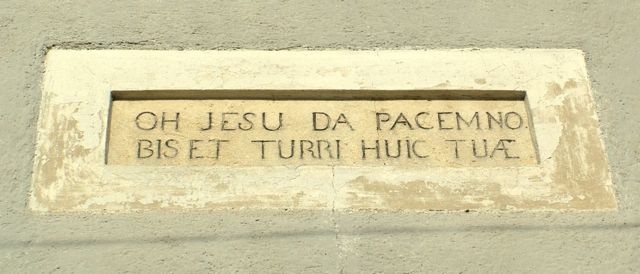 OH JESU DA PACEM NO.
BIS ET TURRI HUIC TUÆ